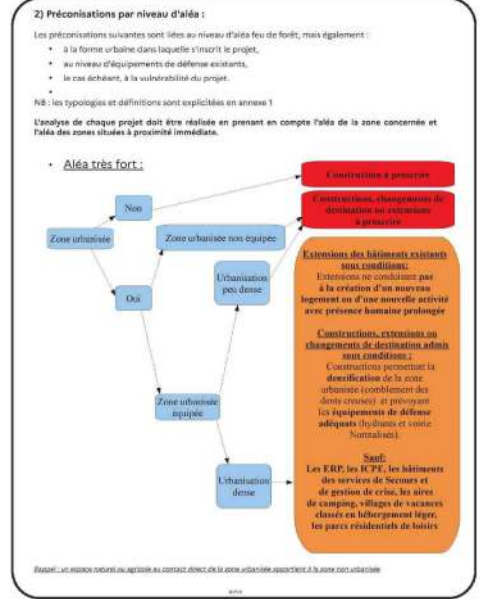 2) Préconisations par niveau d'aléa :
Les préconisations suivantes sont liées au niveau d'aléa feu de forêt, mais également :
• à la forme urbaine dans laquelle s'inscrit le projet,
• au niveau d'équipements de défense existants,
• le cas échéant, à la vulnérabilité du projet.
•
NB : les typologies et définitions sont explicitées en annexe 1
L'analyse de chaque projet doit être réalisée en prenant en compte l'aléa de la zone concernée et
l'aléa des zones situées à proximité immédiate.
• Aléa très fort :
Construction à proscrire
Constructions, changements de
destination ou extensions
à proscrire
Non
Zone urbanisée
Zone urbanisée non équipée
Oui
Urbanisation
peu dense
Zone urbanisée
équipée
Urbanisation
dense
Extensions des bâtiments existants
sous conditions:
Extensions ne conduisant pas
à la création d'un nouveau
logement ou d'une nouvelle activité
avec présence humaine prolongée
Constructions, extensions ou
changements de destination admis
sous conditions :
Constructions permettant la
densification de la zone
urbanisée (comblement des
dents creuses) et prévoyant
les équipements de défense
adéquats (hydrants et voirie
Normalisés).
Sauf:
Les ERP, les ICPE, les bâtiments
des services de Secours et
de gestion de crise, les aires
de camping, villages de vacances
classés en hébergement léger,
les parcs résidentiels de loisirs
Rappel : un espace naturel ou agricole au contact direct de la zone urbanisée appartient à la zone non urbanisée